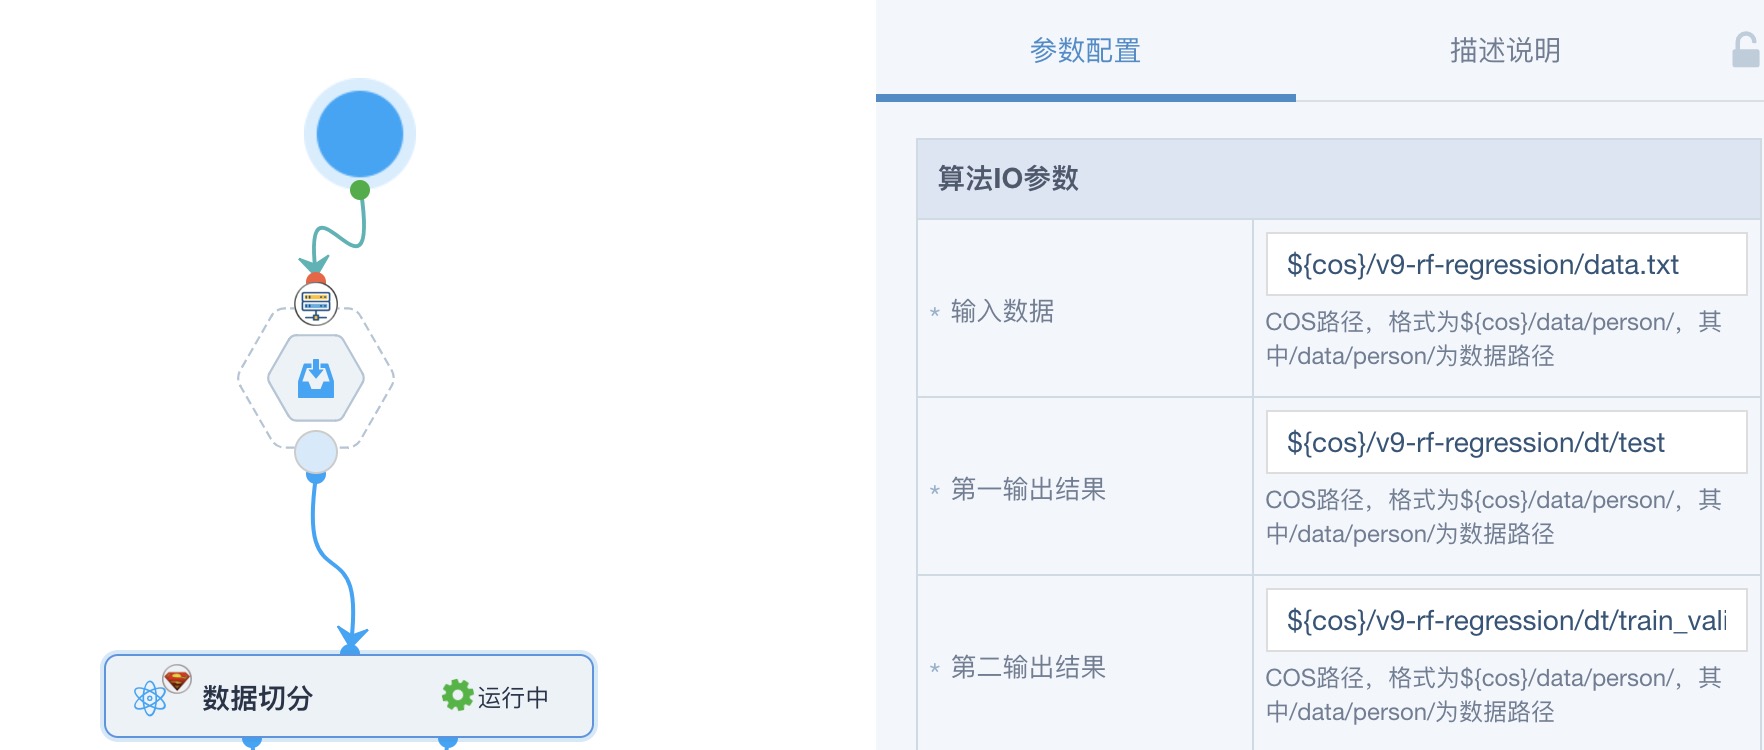 参数配置
描述说明
算法IO参数
* 输入数据
${cos}/v9-rf-regression/data.txt
COS路径，格式为${cos}/data/person/，其
中/data/person/为数据路径
* 第一输出结果
${cos}/v9-rf-regression/dt/test
COS路径，格式为${cos}/data/person/，其
中/data/person/为数据路径
* 第二输出结果
${cos}/v9-rf-regression/dt/train_vali
COS路径，格式为${cos}/data/person/，其
中/data/person/为数据路径
数据切分
运行中